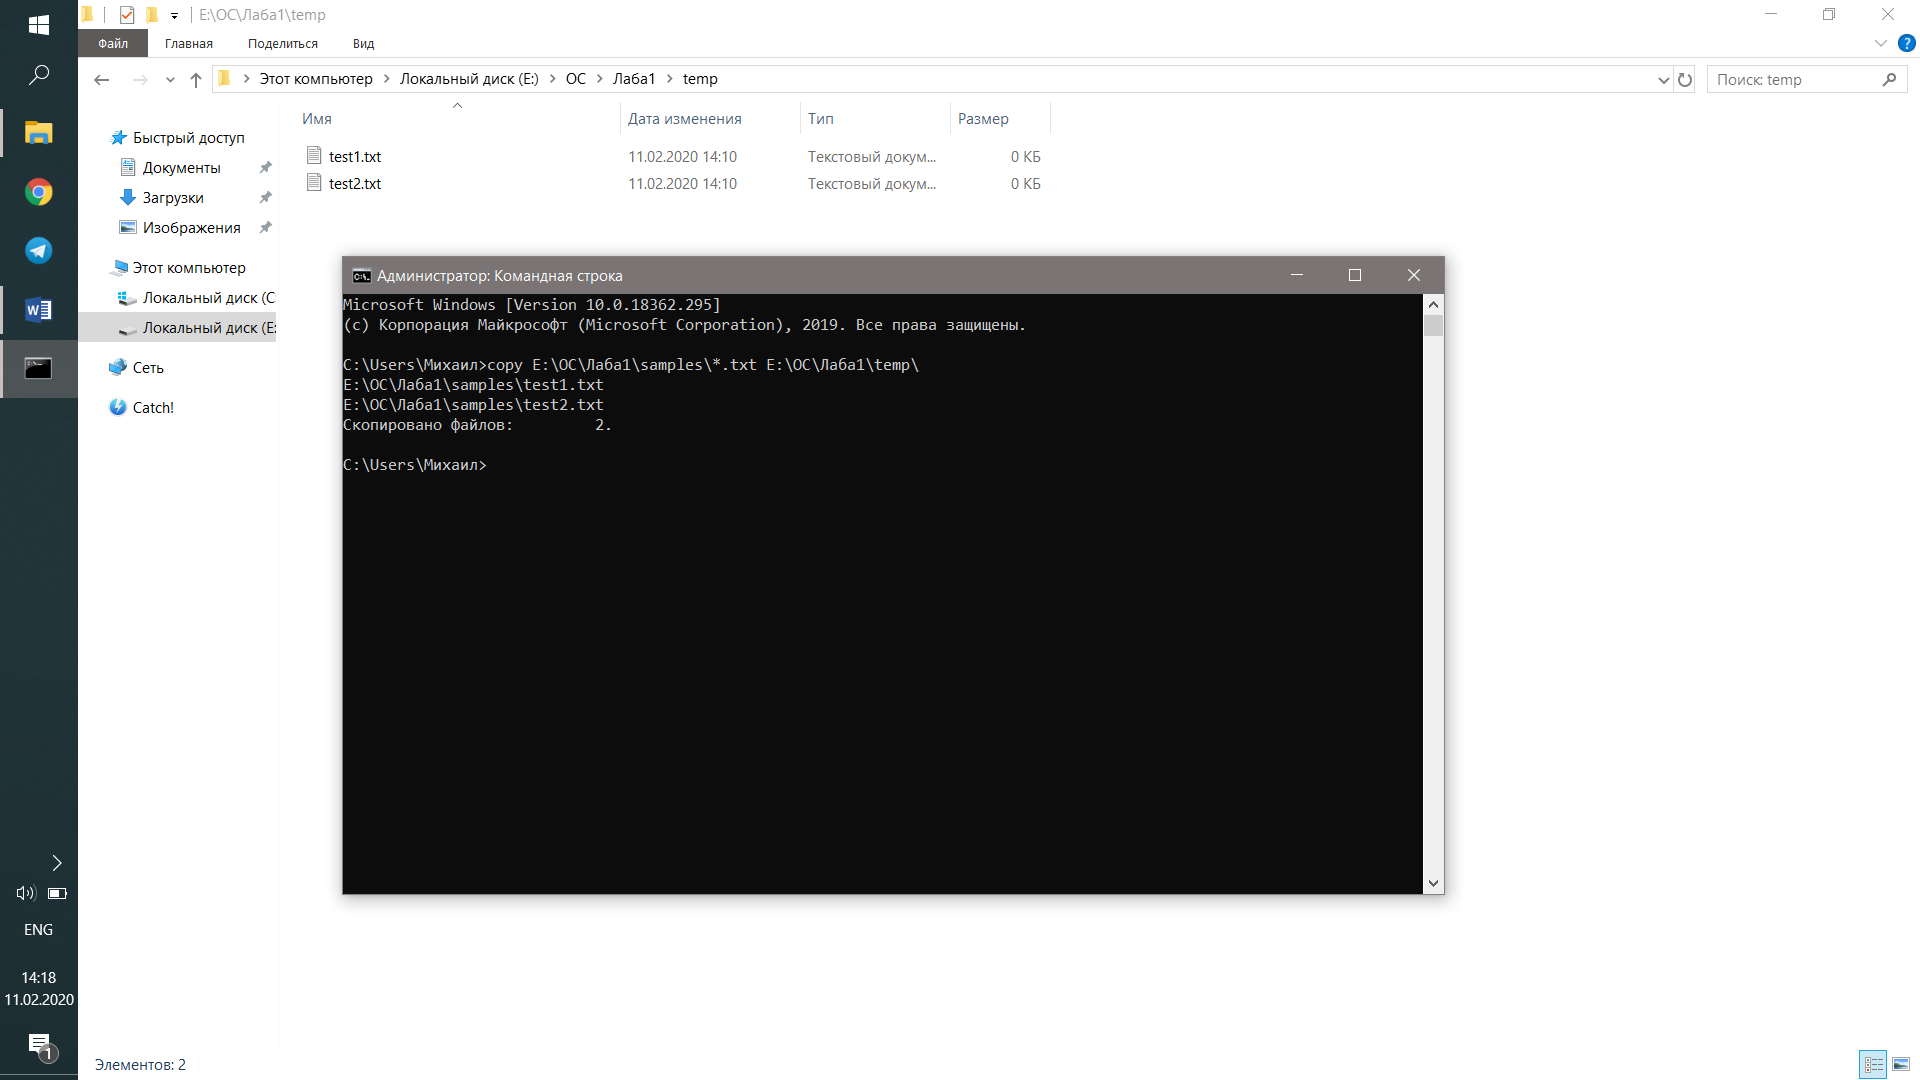 E:\ОС\Лаба1\temp
Файл Главная Поделиться Вид
Этот компьютер Локальный диск (E:) ОС Лаба1 temp
Поиск: temp
Имя Дата изменения Тип Размер
test1.txt 11.02.2020 14:10 Текстовый докум... 0 КБ
test2.txt 11.02.2020 14:10 Текстовый докум... 0 КБ
Быстрый доступ
Документы
Загрузки
Изображения
Этот компьютер
Локальный диск (C
Локальный диск (E:
Сеть
Catch!
Администратор: Командная строка
Microsoft Windows [Version 10.0.18362.295]
(c) Корпорация Майкрософт (Microsoft Corporation), 2019. Все права защищены.
C:\Users\Михаил>copy E:\ОС\Лаба1\samples\*.txt E:\ОС\Лаба1\temp\
E:\ОС\Лаба1\samples\test1.txt
E:\ОС\Лаба1\samples\test2.txt
Скопировано файлов: 2.
C:\Users\Михаил>
ENG
14:18
11.02.2020
1
Элементов: 2